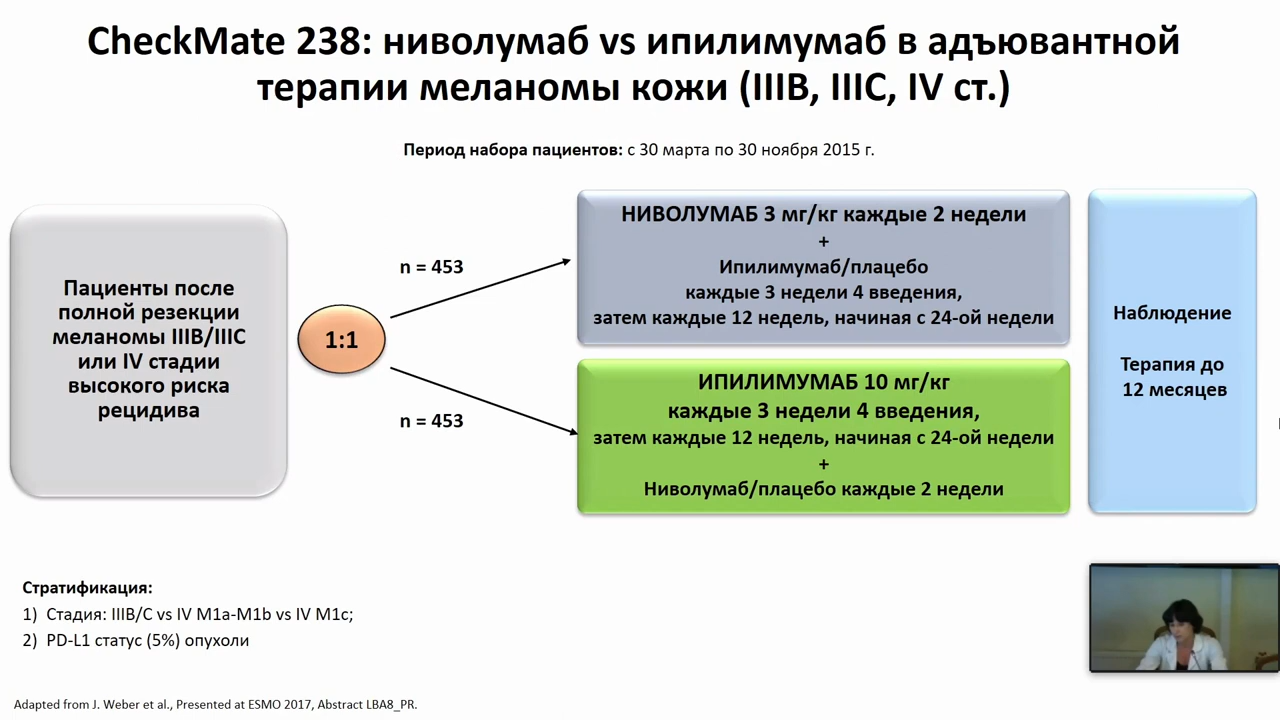 CheckMate 238: ниволумаб vs ипилимумаб в адъювантной
терапии меланомы кожи (IIIB, IIIC, IV ст.)
Период набора пациентов: с 30 марта по 30 ноября 2015 г.
Пациенты после
полной резекции
меланомы IIIB/IIIC
или IV стадии
высокого риска
рецидива
1:1
n = 453
n = 453
НИВОЛУМАБ 3 мг/кг каждые 2 недели
+
Ипилимумаб/плацебо
каждые 3 недели 4 введения,
затем каждые 12 недель, начиная с 24-ой недели
ИПИЛИМУМАБ 10 мг/кг
каждые 3 недели 4 введения,
затем каждые 12 недель, начиная с 24-ой недели
+
Ниволумаб/плацебо каждые 2 недели
Наблюдение
Терапия до
12 месяцев
Стратификация:
1) Стадия: IIIB/C vs IV M1a-M1b vs IV M1c;
2) PD-L1 статус (5%) опухоли
Adapted from J. Weber et al., Presented at ESMO 2017, Abstract LBA8_PR.